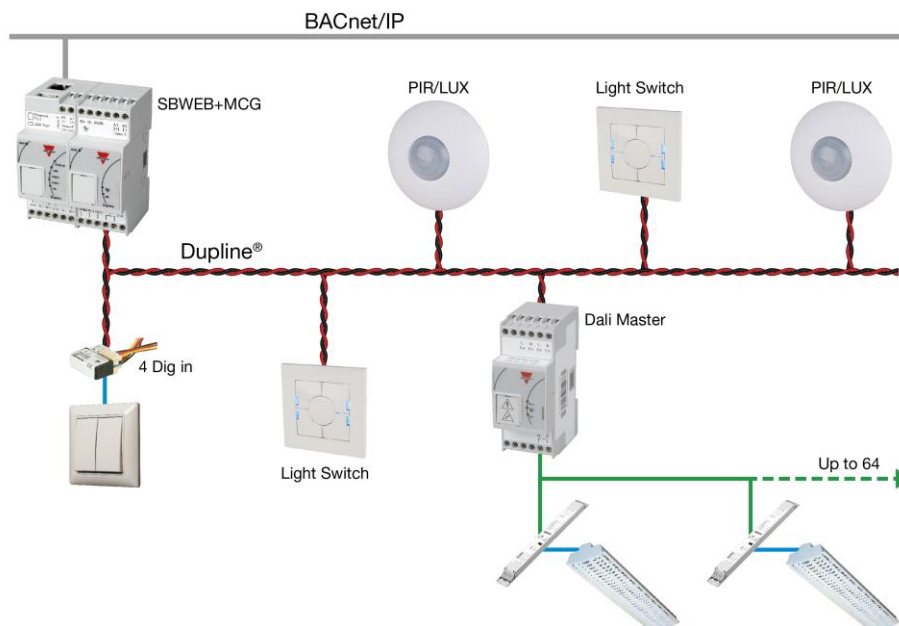 BACnet/IP
SBWEB+MCG
PIR/LUX
Light Switch
PIR/LUX
Dupline®
Dali Master
4 Dig in
Light Switch
Up to 64